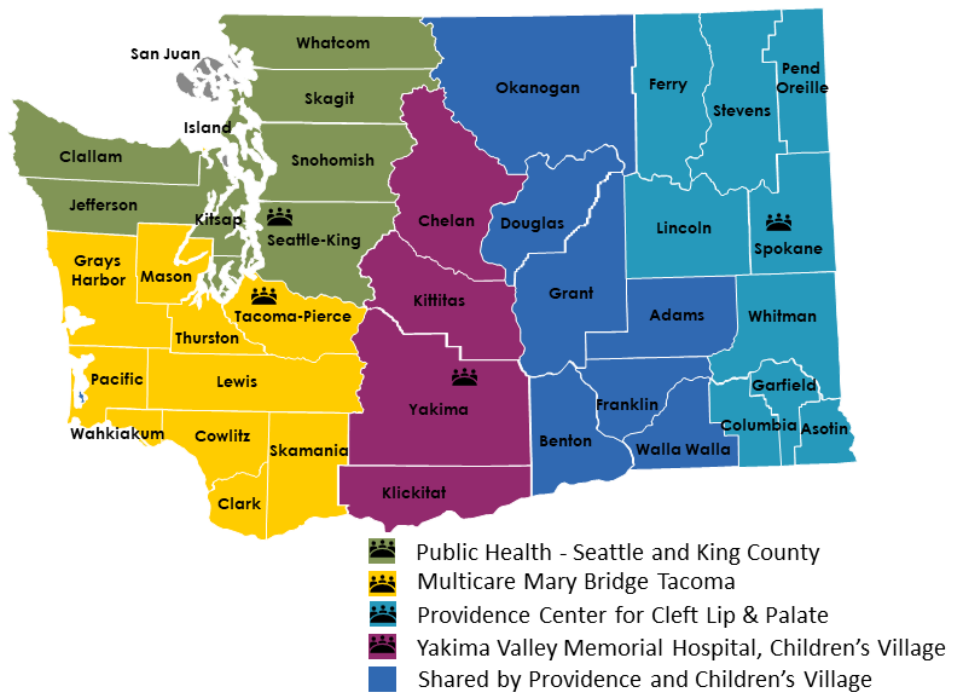 Whatcom
San Juan
Okanogan
Ferry
Pend
Oreille
Stevens
Skagit
Island
Clallam
Snohomish
Jefferson
Kitsap
Seattle-King
Chelan
Douglas
Lincoln
Spokane
Grays
Harbor
Mason
Kittitas
Grant
Tacoma-Pierce
Adams
Whitman
Thurston
Pacific
Lewis
Yakima
Garfield
Franklin
Columbia
Asotin
Wahkiakum
Cowlitz
Skamania
Benton
Walla Walla
Clark
Klickitat
Public Health - Seattle and King County
Multicare Mary Bridge Tacoma
Providence Center for Cleft Lip & Palate
Yakima Valley Memorial Hospital, Children’s Village
Shared by Providence and Children’s Village